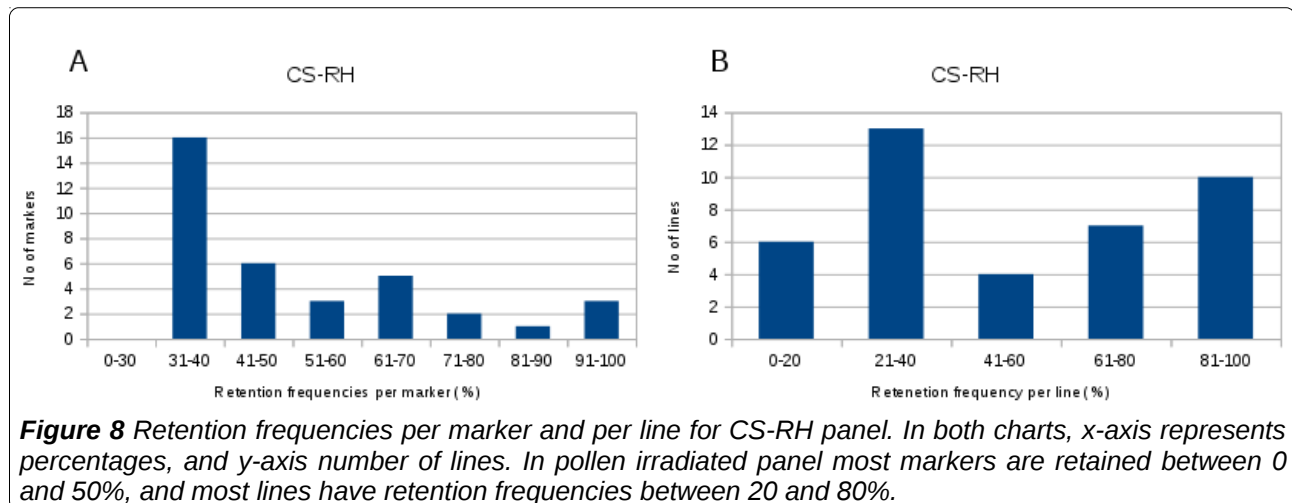 A
CS-RH
18
16
14
12
10
8
6
4
2
0
No of markers
0-30 31-40 41-50 51-60 61-70 71-80 81-90 91-100
Retention frequencies per marker (%)
B
CS-RH
14
12
10
8
6
4
2
0
No of lines
0-20 21-40 41-60 61-80 81-100
Retenetion frequency per line (%)
Figure 8 Retention frequencies per marker and per line for CS-RH panel. In both charts, x-axis represents
percentages, and y-axis number of lines. In pollen irradiated panel most markers are retained between 0
and 50%, and most lines have retention frequencies between 20 and 80%.